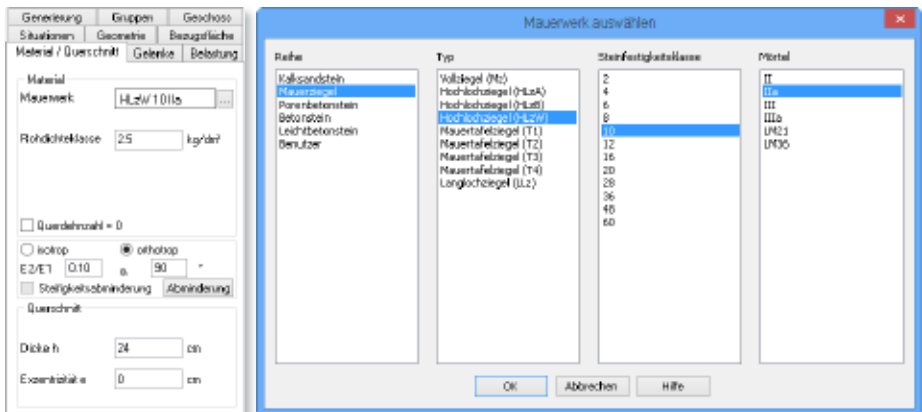 Generierung Gruppen Geschoss
Situationen Geometrie Bezugsfläche
Material / Querschnitt Gelenke Belastung
Material
Mauerwerk HLzW 10 IIa ...
Rohdichteklasse 2.5 kg/dm³
Querdehnzahl = 0
isotrop orthotrop
E2/E1 0.10 α 90 °
Steifigkeitsabminderung Abminderung
Querschnitt
Dicke h 24 cm
Exzentrizität e 0 cm
Mauerwerk auswählen
Reihe
Kalksandstein
Mauerziegel
Porenbetonstein
Betonstein
Leichtbetonstein
Benutzer
Typ
Vollziegel (Mz)
Hochlochziegel (HLzA)
Hochlochziegel (HLzB)
Hochlochziegel (HLzW)
Mauertafelziegel (T1)
Mauertafelziegel (T2)
Mauertafelziegel (T3)
Mauertafelziegel (T4)
Langlochziegel (LLz)
Steinfestigkeitsklasse
2
4
6
8
10
12
16
20
28
36
48
60
Mörtel
II
IIa
III
IIIa
LM21
LM36
OK Abbrechen Hilfe